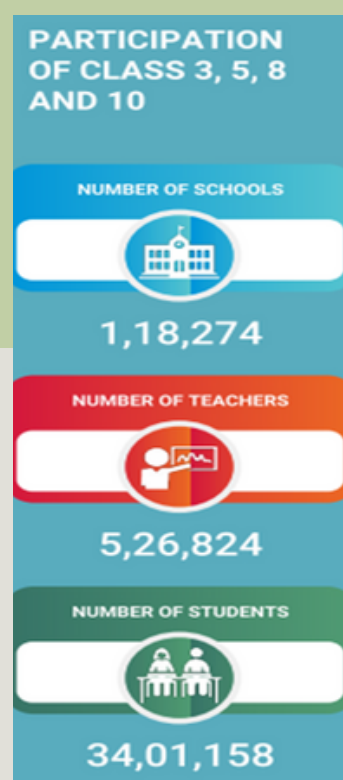 PARTICIPATION
OF CLASS 3, 5, 8
AND 10
NUMBER OF SCHOOLS
1,18,274
NUMBER OF TEACHERS
5,26,824
NUMBER OF STUDENTS
34,01,158